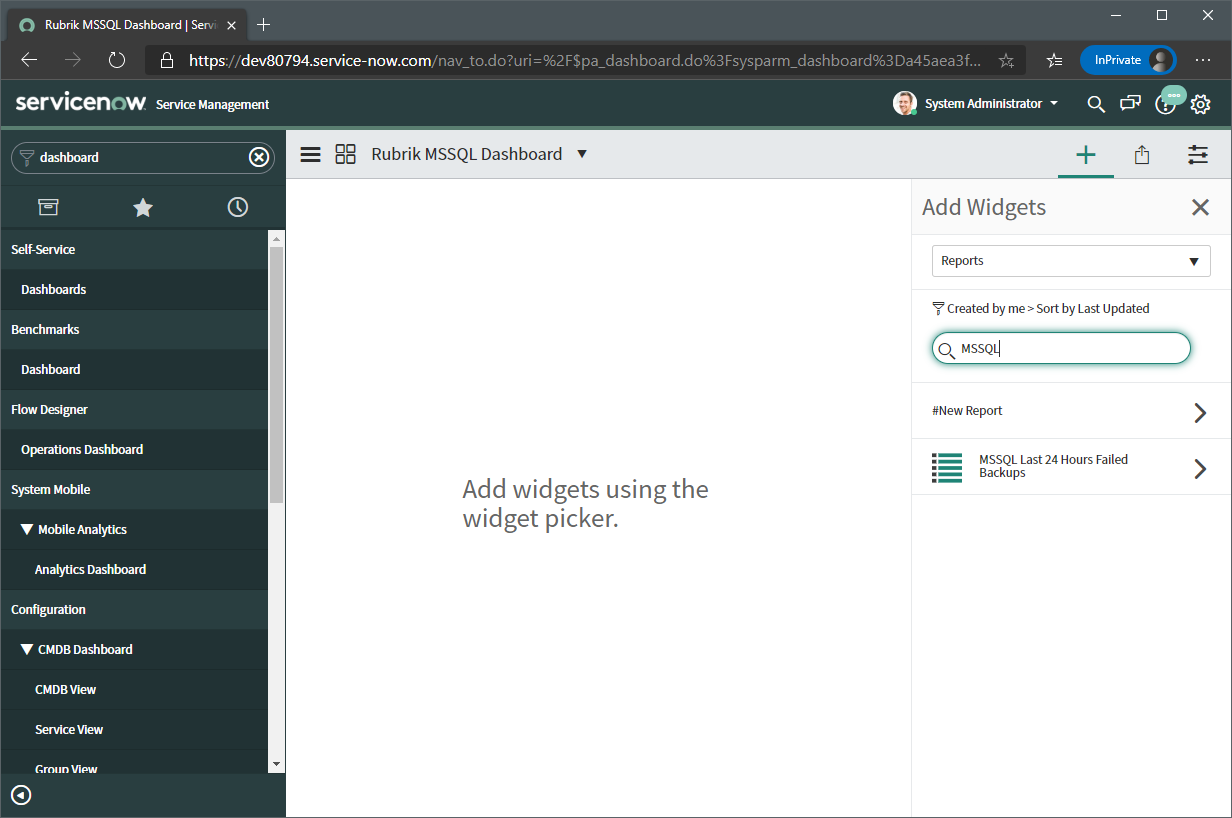 Rubrik MSSQL Dashboard | Servi
https://dev80794.service-now.com/nav_to.do?uri=%2F$pa_dashboard.do%3Fsysparm_dashboard%3Da45aea3f...
InPrivate
servicenow Service Management
System Administrator
dashboard
Rubrik MSSQL Dashboard
Self-Service
Dashboards
Benchmarks
Dashboard
Flow Designer
Operations Dashboard
System Mobile
Mobile Analytics
Analytics Dashboard
Configuration
CMDB Dashboard
CMDB View
Service View
Group View
Add widgets using the
widget picker.
Add Widgets
Reports
Created by me > Sort by Last Updated
MSSQL
#New Report
MSSQL Last 24 Hours Failed
Backups